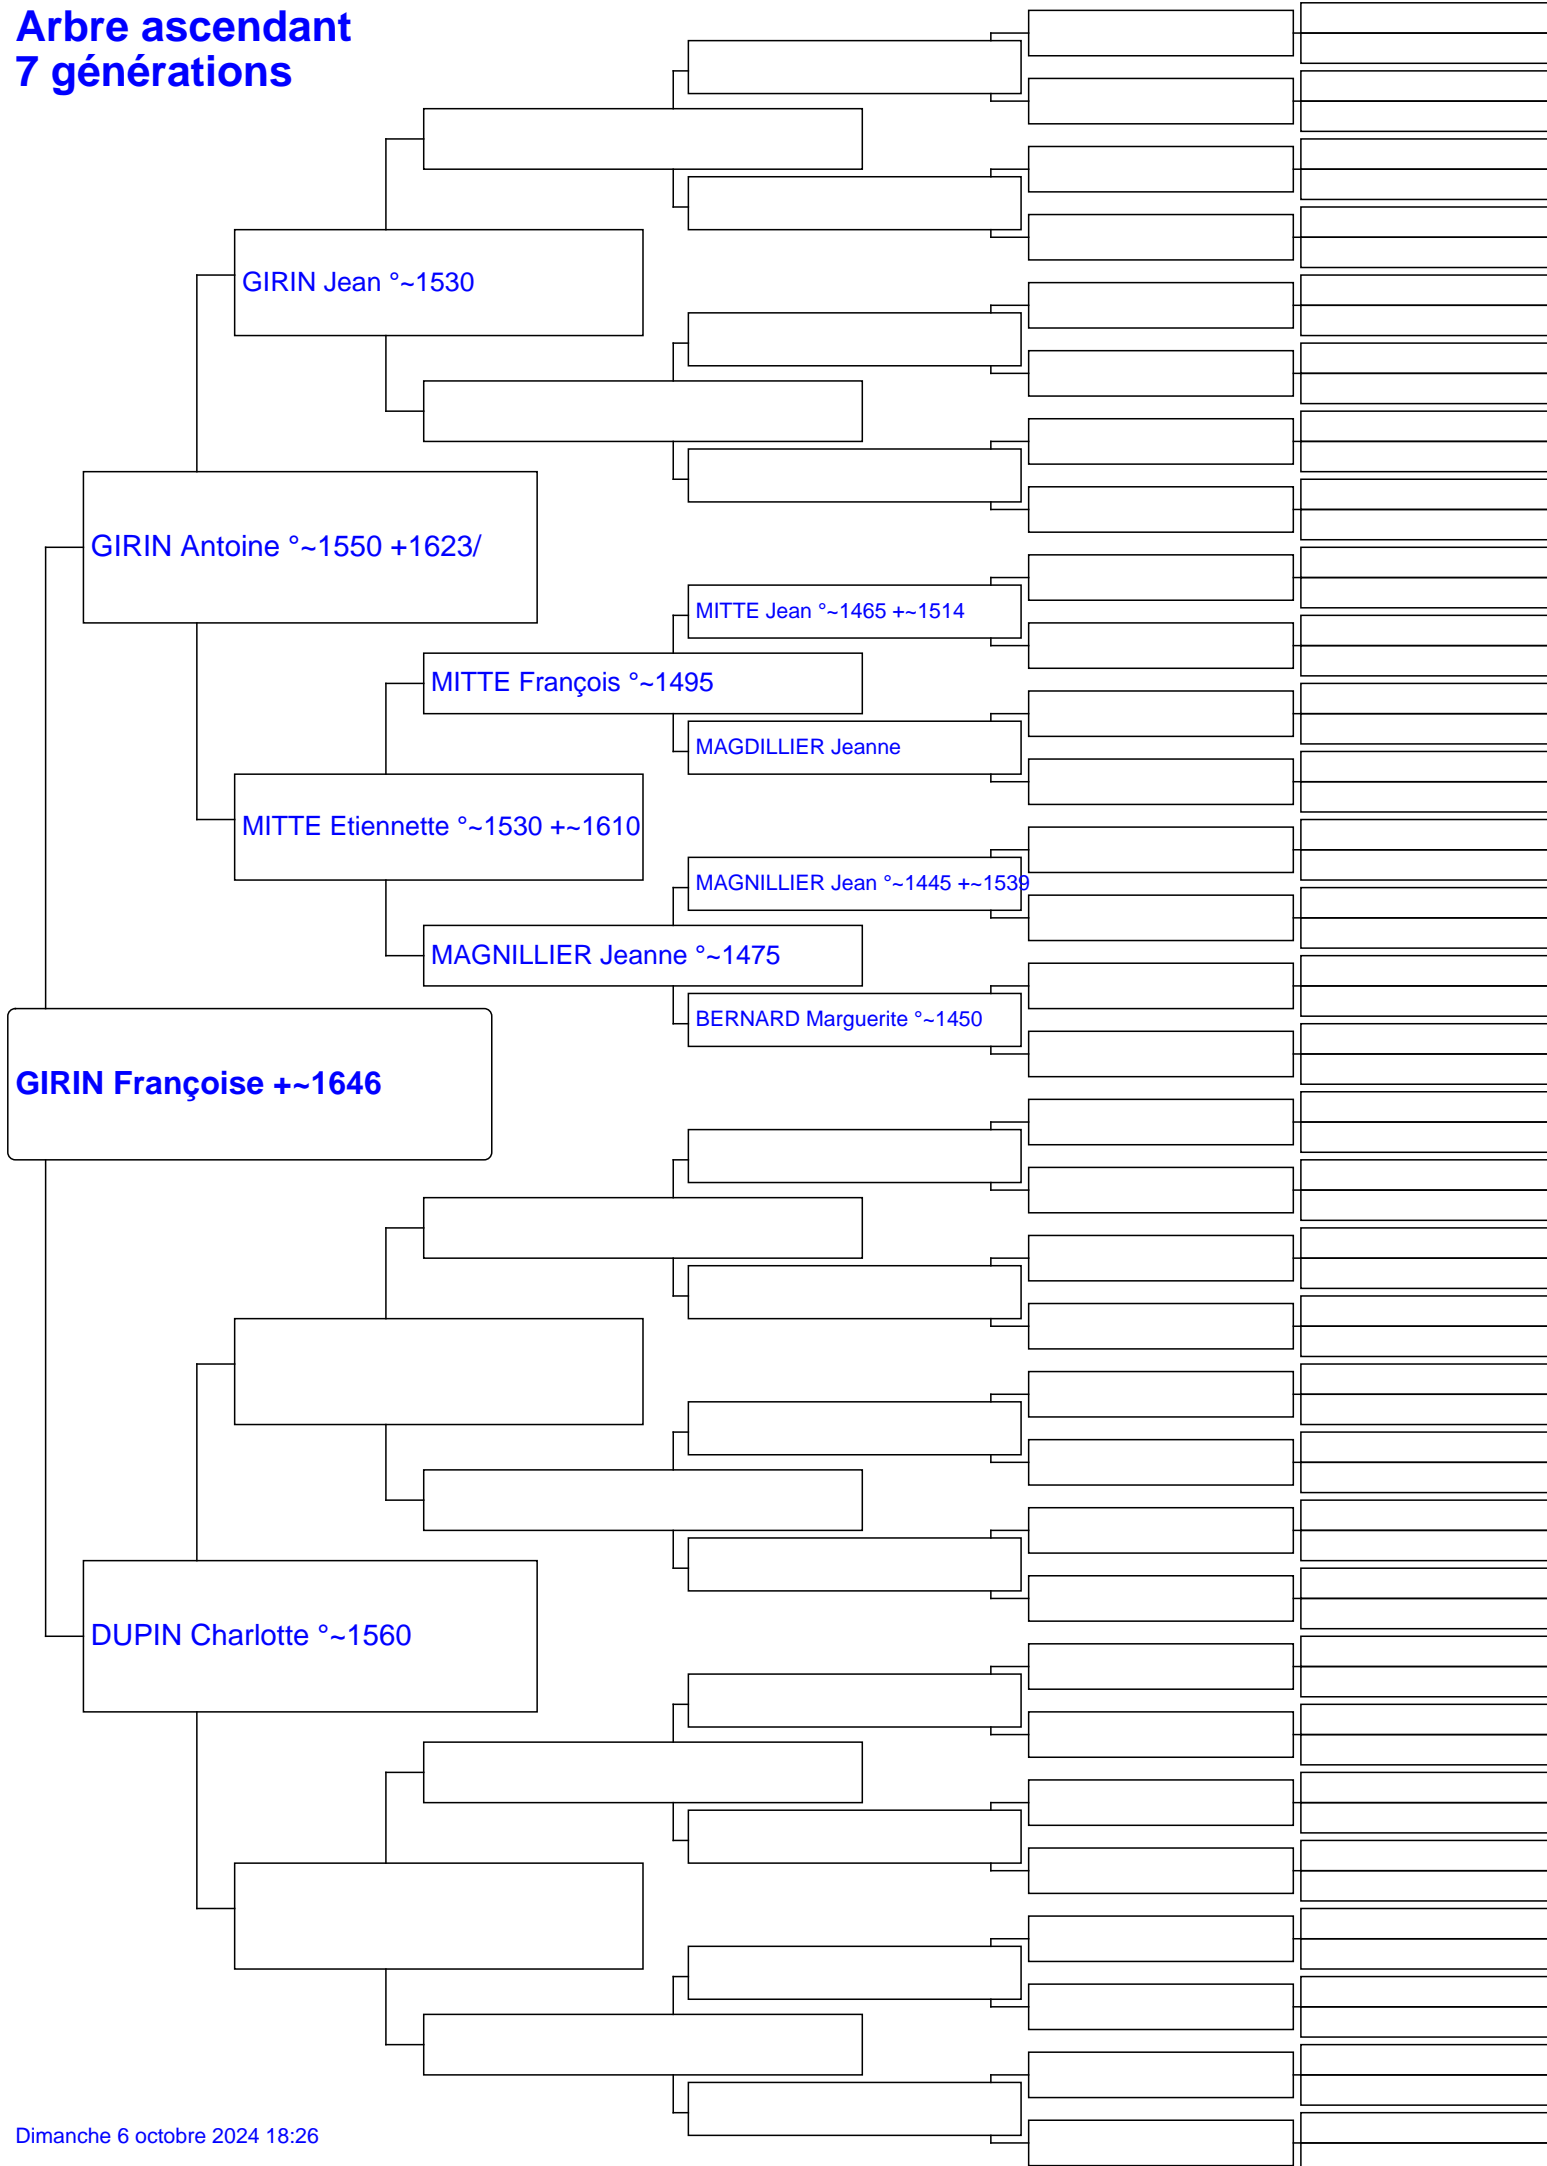 Arbre ascendant
7 générations
GIRIN Jean °~1530
GIRIN Antoine °~1550 +1623/
MITTE Jean °~1465 +~1514
MITTE François °~1495
MAGDILLIER Jeanne
MITTE Etiennette °~1530 +~1610
MAGNILLIER Jean °~1445 +~1539
MAGNILLIER Jeanne °~1475
BERNARD Marguerite °~1450
GIRIN Françoise +~1646
DUPIN Charlotte °~1560
Dimanche 6 octobre 2024 18:26